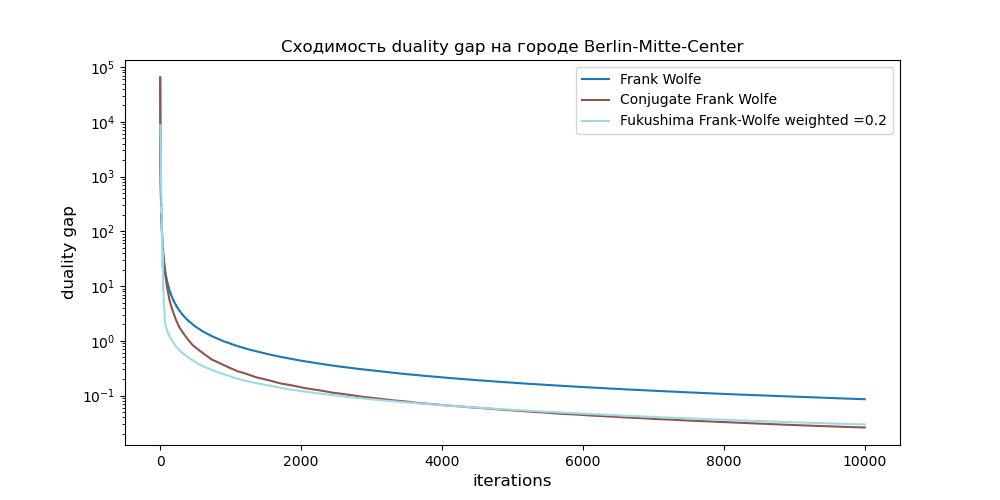 Сходимость duality gap на городе Berlin-Mitte-Center
10^5
10^4
10^3
10^2
10^1
10^0
10^−1
duality gap
Frank Wolfe
Conjugate Frank Wolfe
Fukushima Frank-Wolfe weighted =0.2
0 2000 4000 6000 8000 10000
iterations